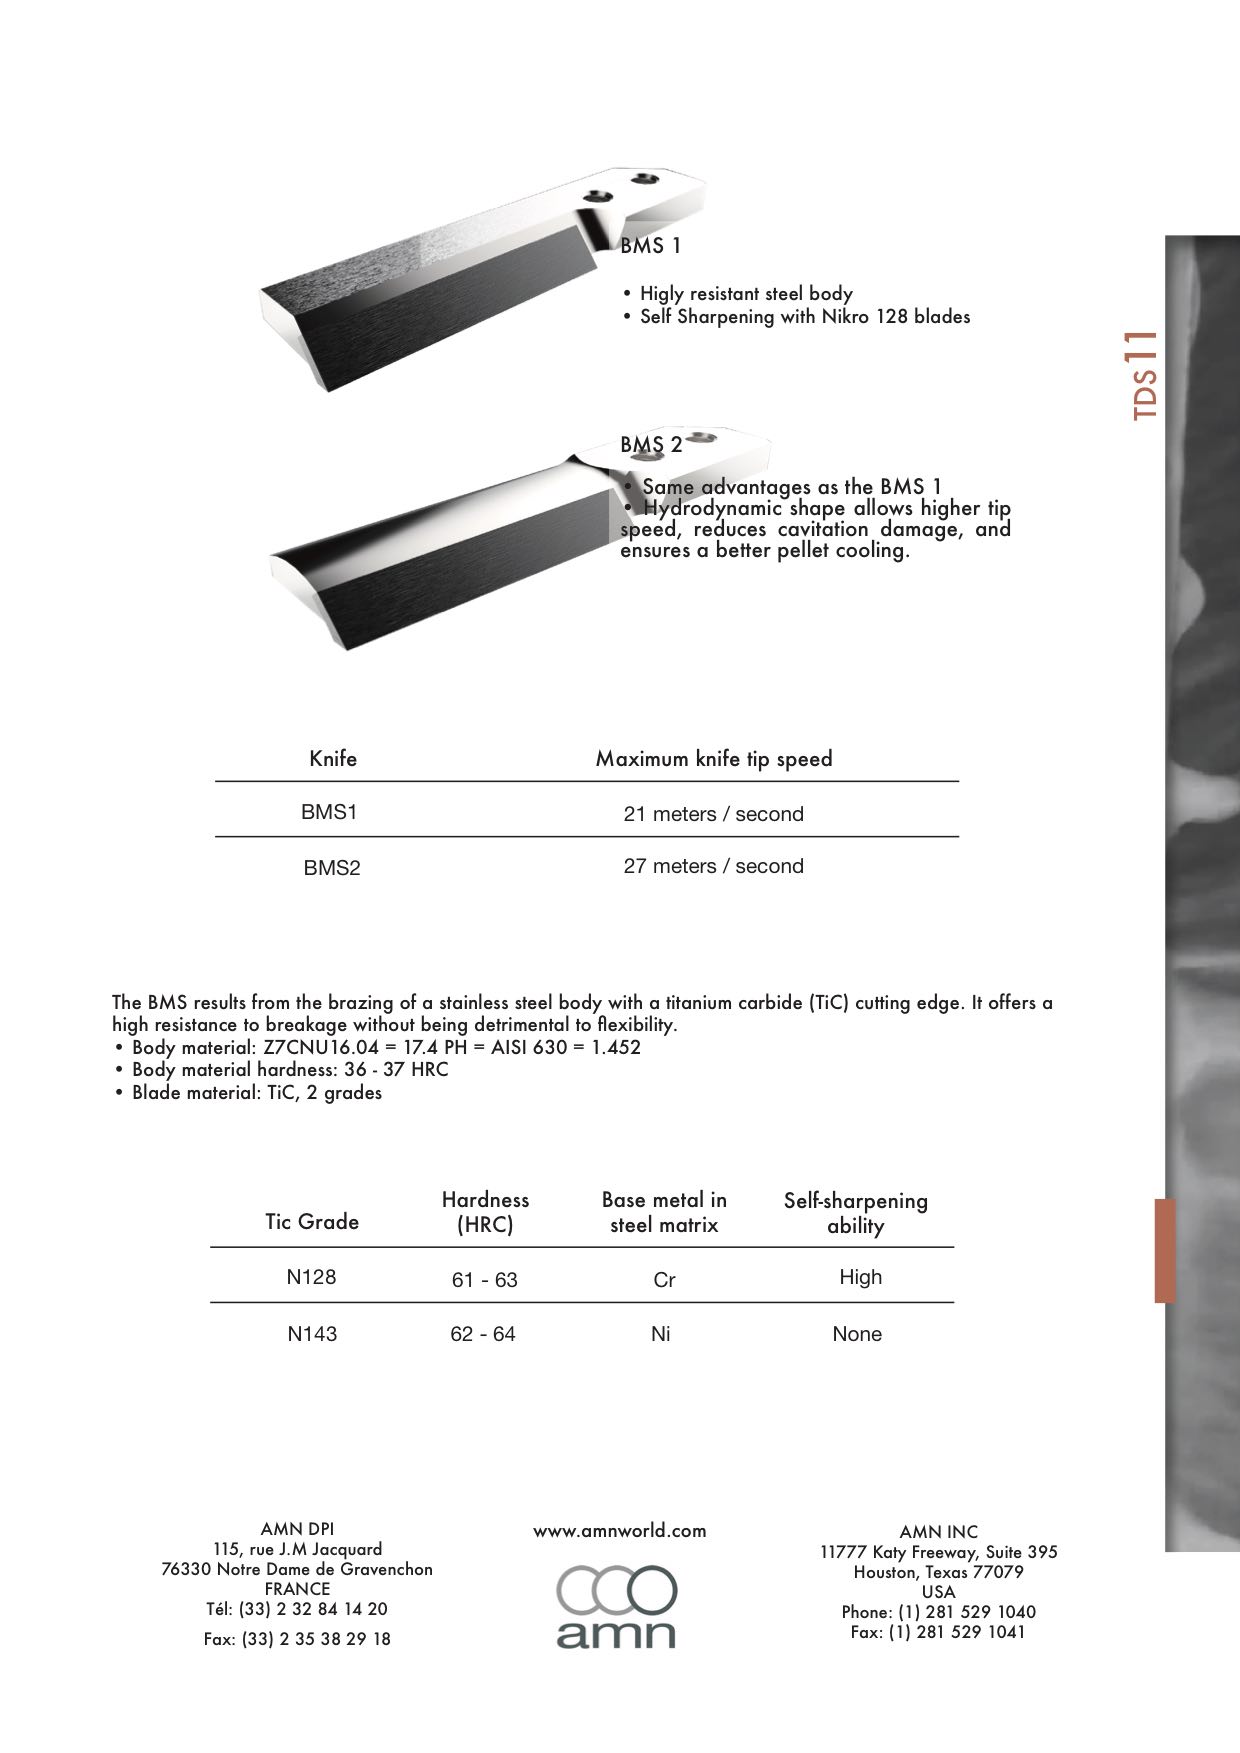 BMS 1
• Higly resistant steel body
• Self Sharpening with Nikro 128 blades
TDS 11
BMS 2
• Same advantages as the BMS 1
• Hydrodynamic shape allows higher tip
speed, reduces cavitation damage, and
ensures a better pellet cooling.
Knife Maximum knife tip speed
BMS1 21 meters / second
BMS2 27 meters / second
The BMS results from the brazing of a stainless steel body with a titanium carbide (TiC) cutting edge. It offers a
high resistance to breakage without being detrimental to flexibility.
• Body material: Z7CNU16.04 = 17.4 PH = AISI 630 = 1.452
• Body material hardness: 36 - 37 HRC
• Blade material: TiC, 2 grades
Tic Grade Hardness (HRC) Base metal in steel matrix Self-sharpening ability
N128 61 - 63 Cr High
N143 62 - 64 Ni None
AMN DPI
115, rue J.M Jacquard
76330 Notre Dame de Gravenchon
FRANCE
Tél: (33) 2 32 84 14 20
Fax: (33) 2 35 38 29 18
www.amnworld.com
amn
AMN INC
11777 Katy Freeway, Suite 395
Houston, Texas 77079
USA
Phone: (1) 281 529 1040
Fax: (1) 281 529 1041